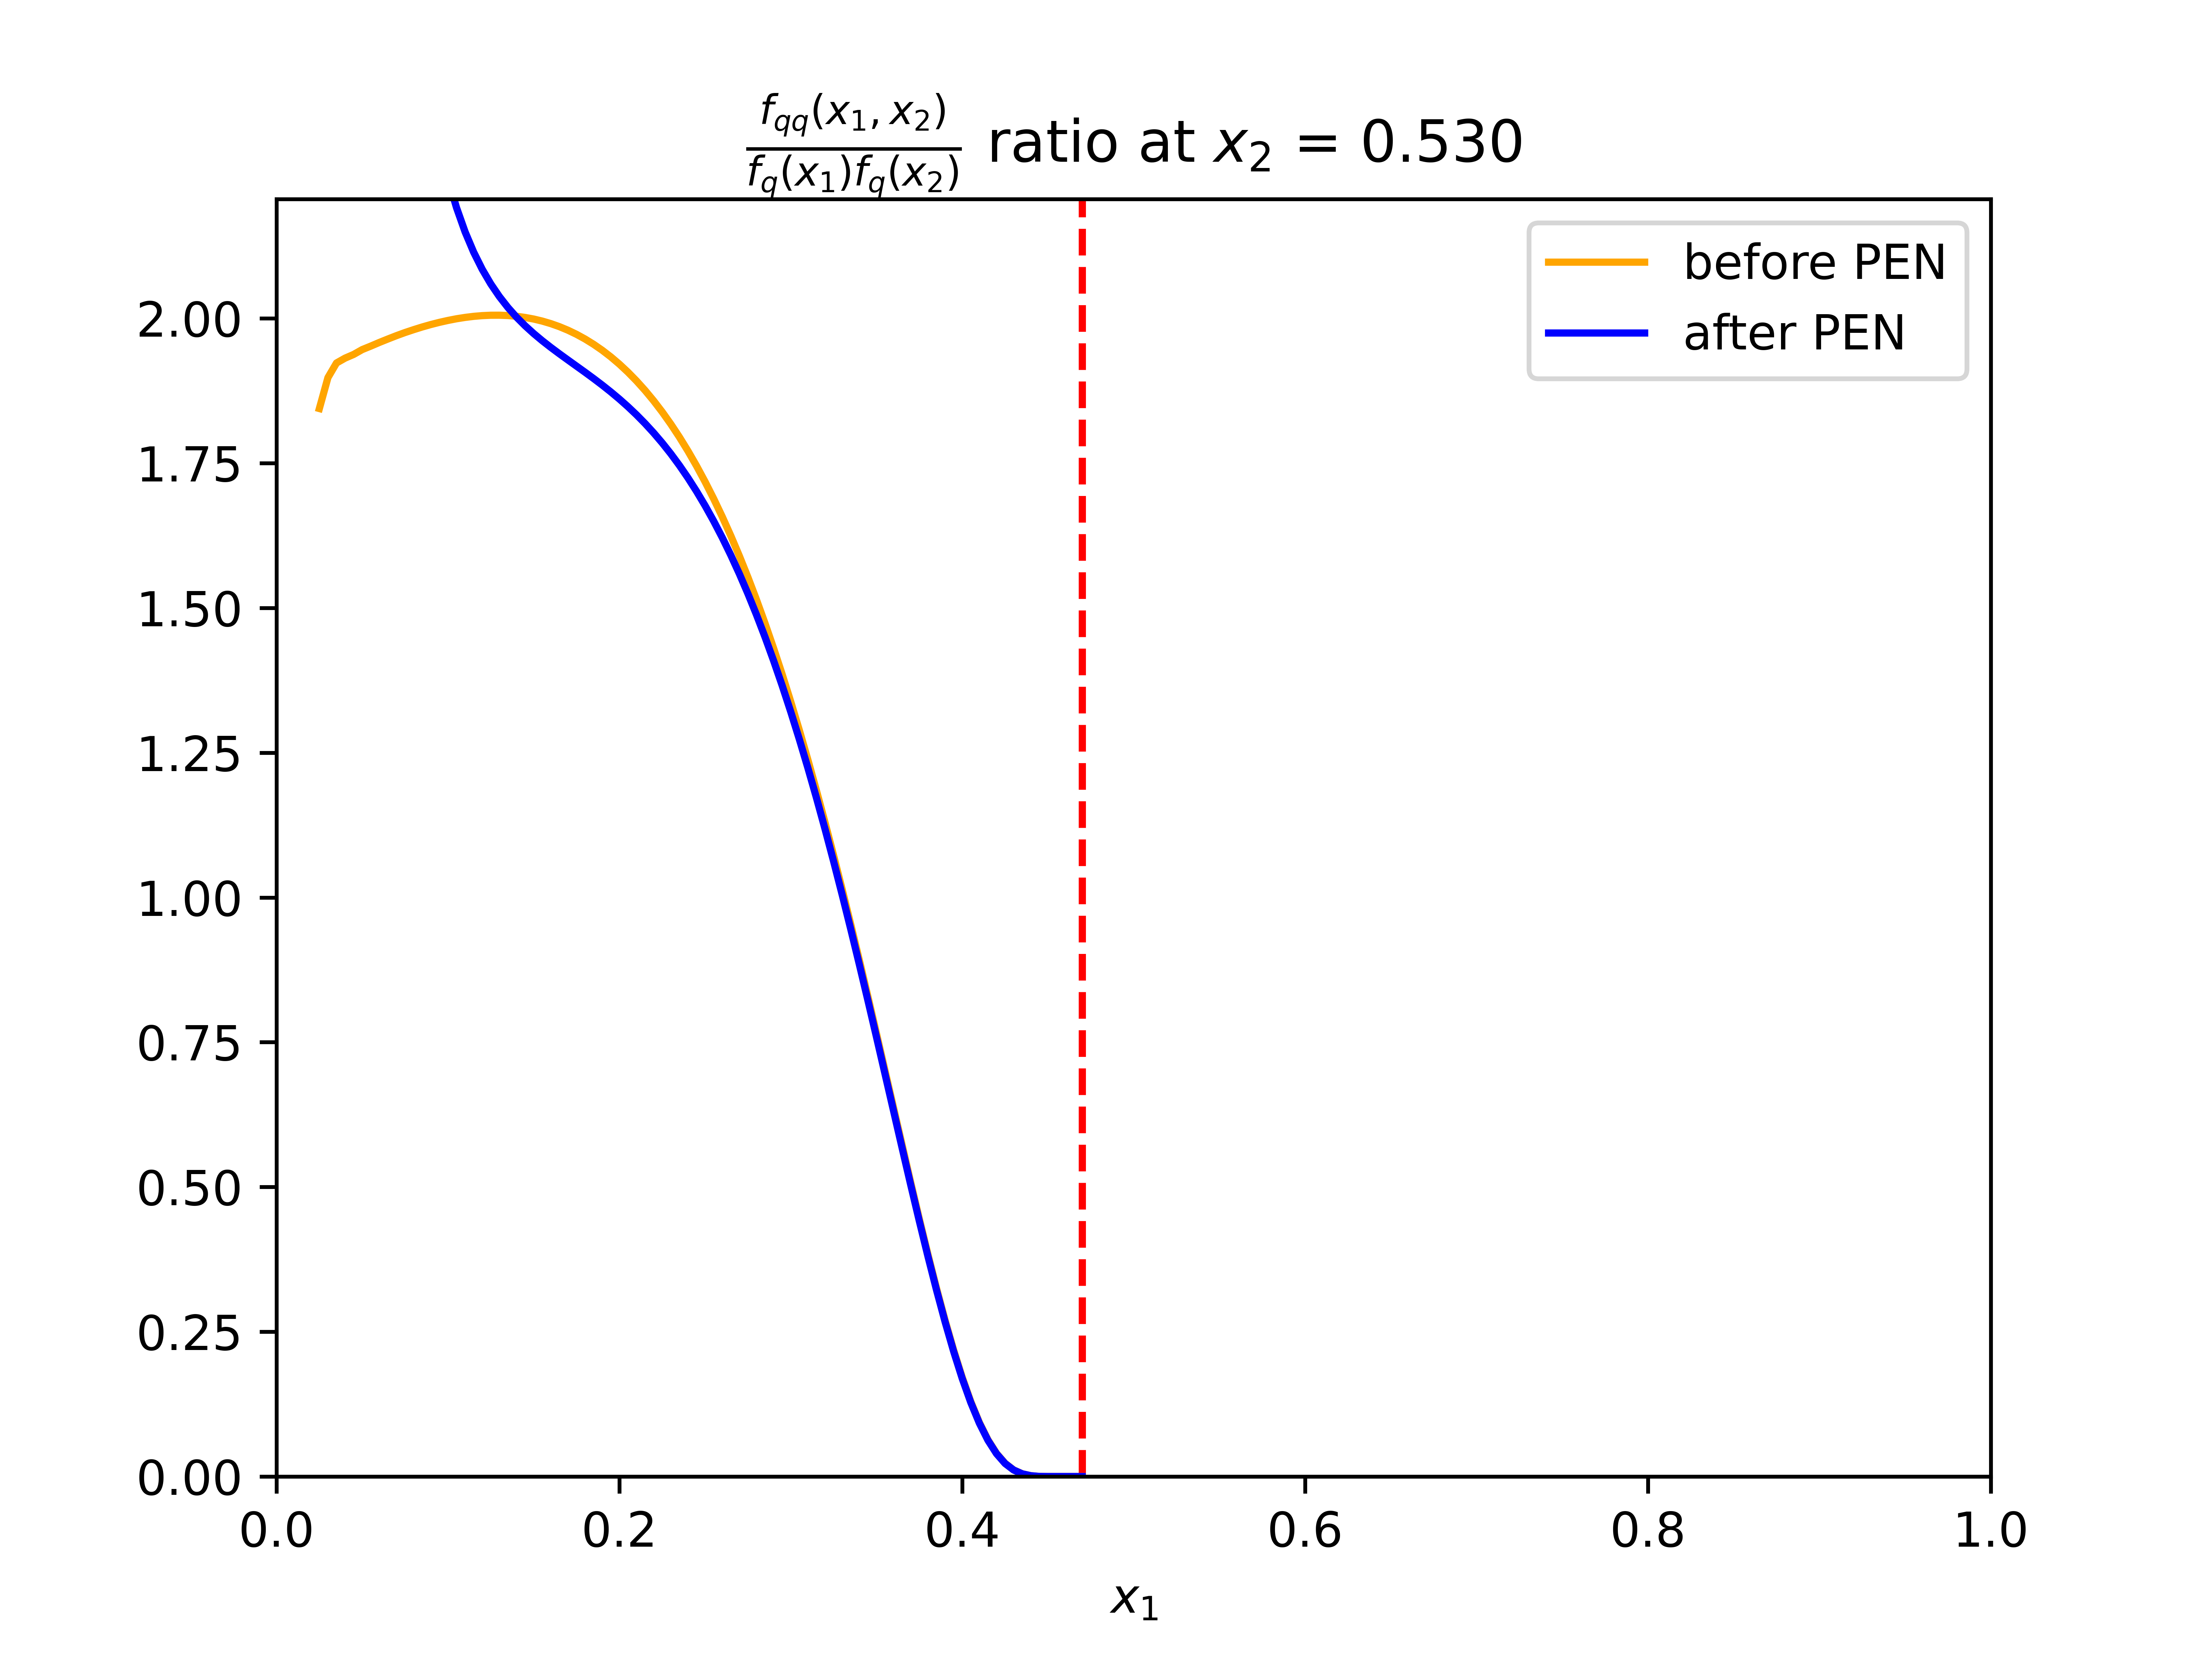 f_qq(x_1, x_2)
f_q(x_1)f_q(x_2)
ratio at x_2 = 0.530
before PEN
after PEN
2.00
1.75
1.50
1.25
1.00
0.75
0.50
0.25
0.00
0.0 0.2 0.4 0.6 0.8 1.0
x_1